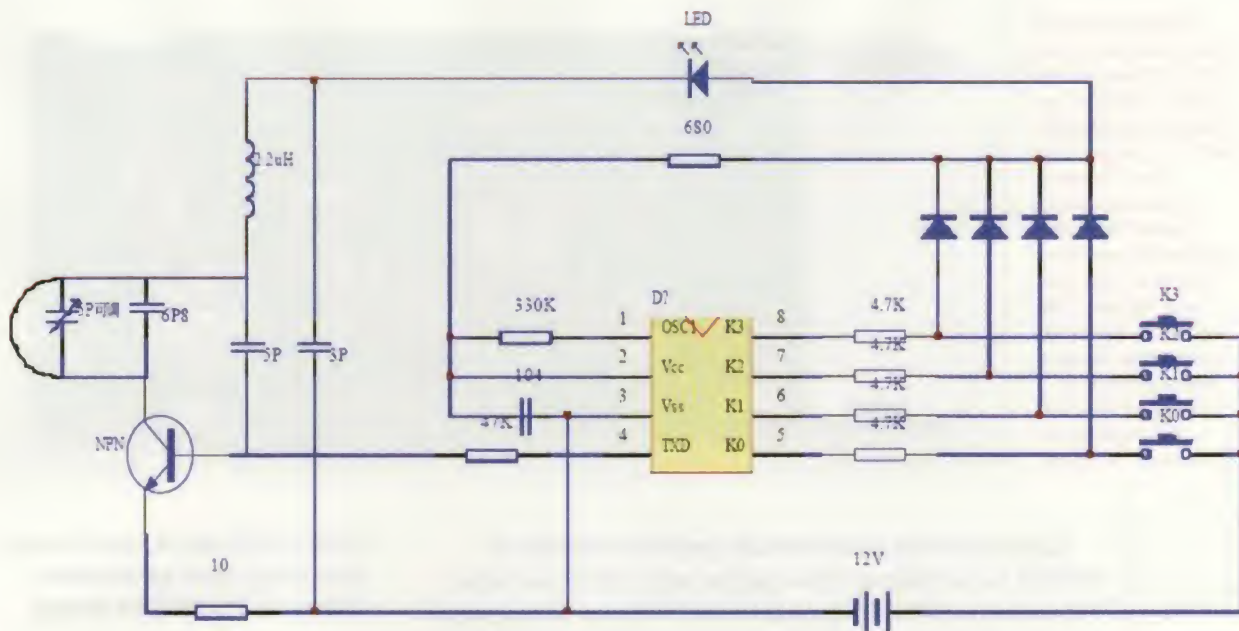 LED
680
2.2uH
5P可调
6P8
5P
3P
330K
D?
4.7K
K3
1
OSC1
K3
8
4.7K
K2
2
Vcc
K2
7
4.7K
K1
104
3
Vss
K1
6
4.7K
K0
47K
4
TXD
K0
5
NPN
10
12V